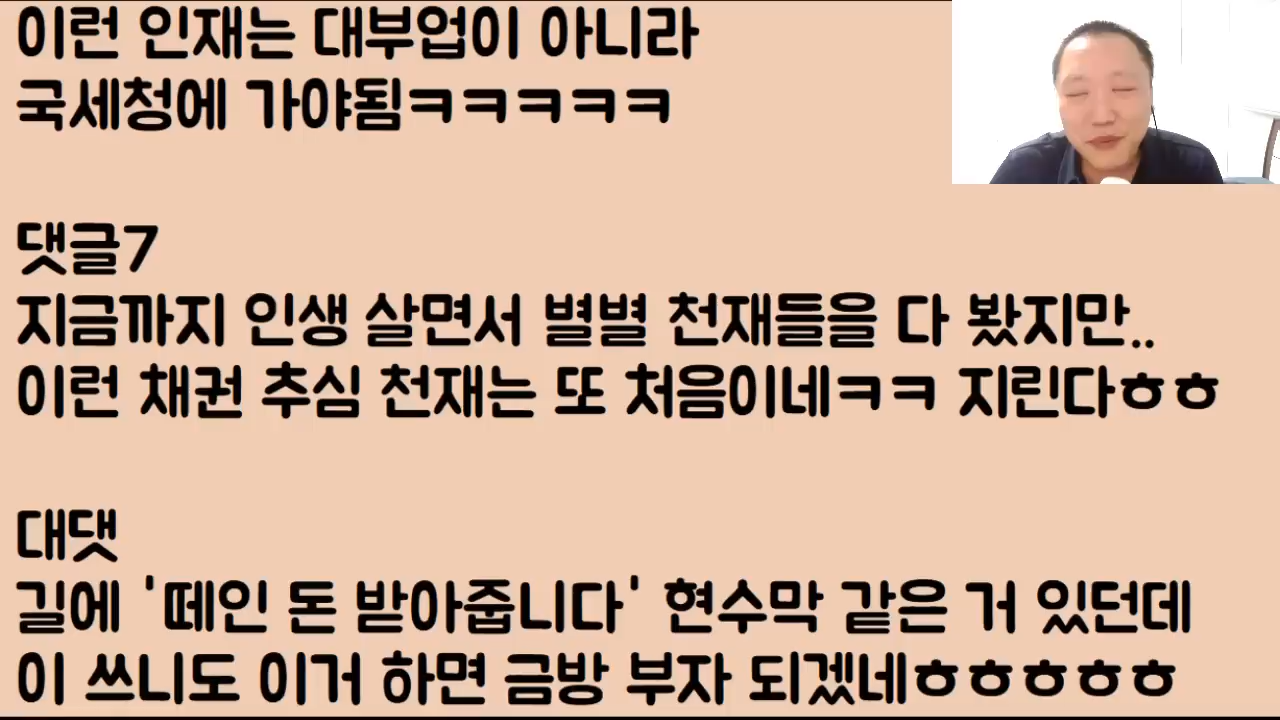 이런 인재는 대부업이 아니라
국세청에 가야됨ㅋㅋㅋㅋㅋ
댓글7
지금까지 인생 살면서 별별 천재들을 다 봤지만..
이런 채권 추심 천재는 또 처음이네ㅋㅋ 지린다ㅎㅎ
대댓
길에 '떼인 돈 받아줍니다' 현수막 같은 거 있던데
이 쓰니도 이거 하면 금방 부자 되겠네ㅎㅎㅎㅎㅎ